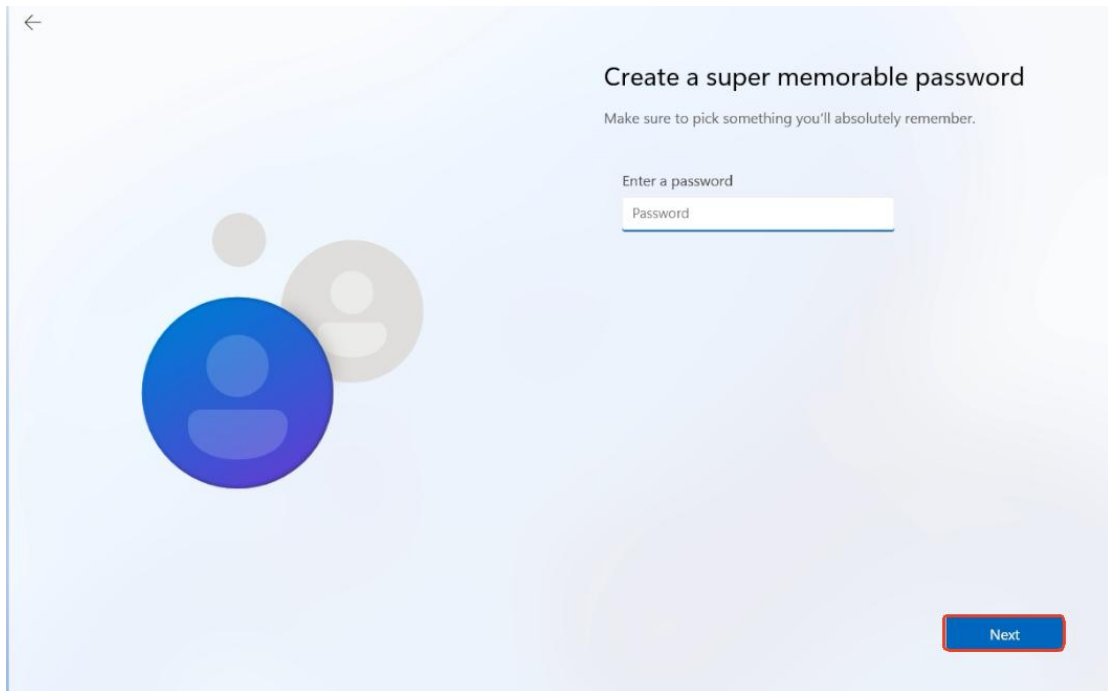 Create a super memorable password
Make sure to pick something you'll absolutely remember.
Enter a password
Password
Next